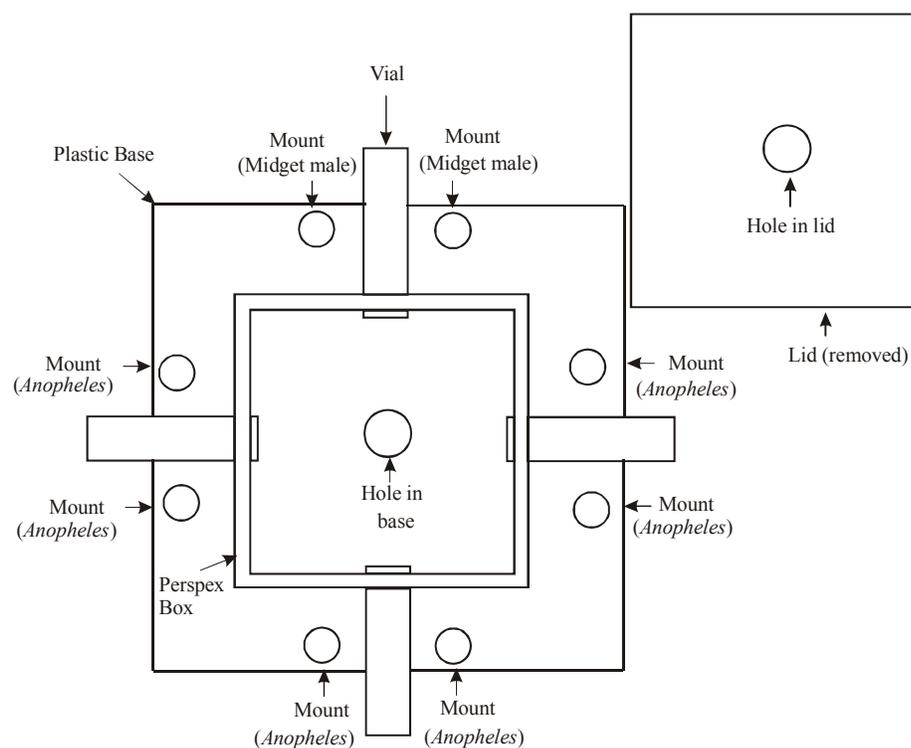 Vial
Mount
(Midget male)
Mount
(Midget male)
Plastic Base
Hole in lid
Lid (removed)
Mount
(Anopheles)
Mount
(Anopheles)
Hole in
base
Mount
(Anopheles)
Mount
(Anopheles)
Perspex
Box
Mount
(Anopheles)
Mount
(Anopheles)